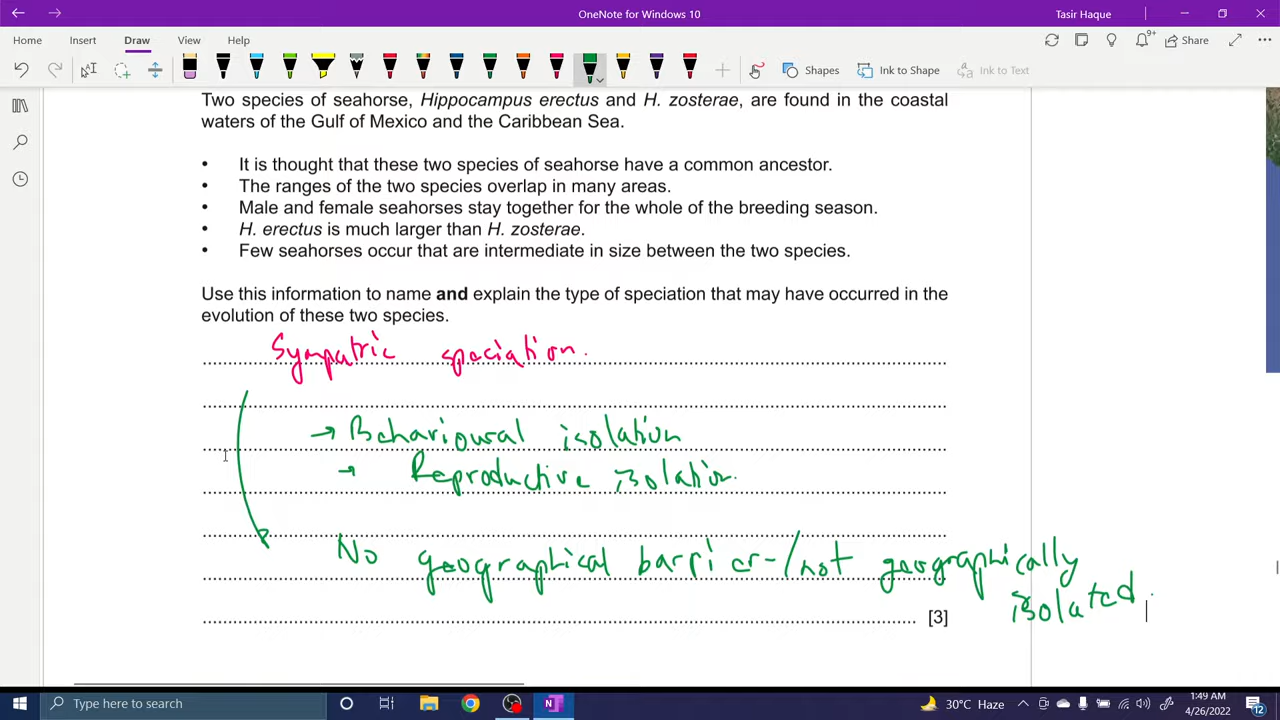 OneNote for Windows 10
Tasir Haque
Home Insert Draw View Help
9+
Share
Shapes
Ink to Shape
Ink to Text
Two species of seahorse, Hippocampus erectus and H. zosterae, are found in the coastal
waters of the Gulf of Mexico and the Caribbean Sea.
• It is thought that these two species of seahorse have a common ancestor.
• The ranges of the two species overlap in many areas.
• Male and female seahorses stay together for the whole of the breeding season.
• H. erectus is much larger than H. zosterae.
• Few seahorses occur that are intermediate in size between the two species.
Use this information to name and explain the type of speciation that may have occurred in the
evolution of these two species.
Sympatric speciation.
→ Behavioural isolation
→ Reproductive isolation.
No geographical barrier / not geographically
isolated.
[3]
Type here to search
30°C Haze
ENG
1:49 AM
4/26/2022
12